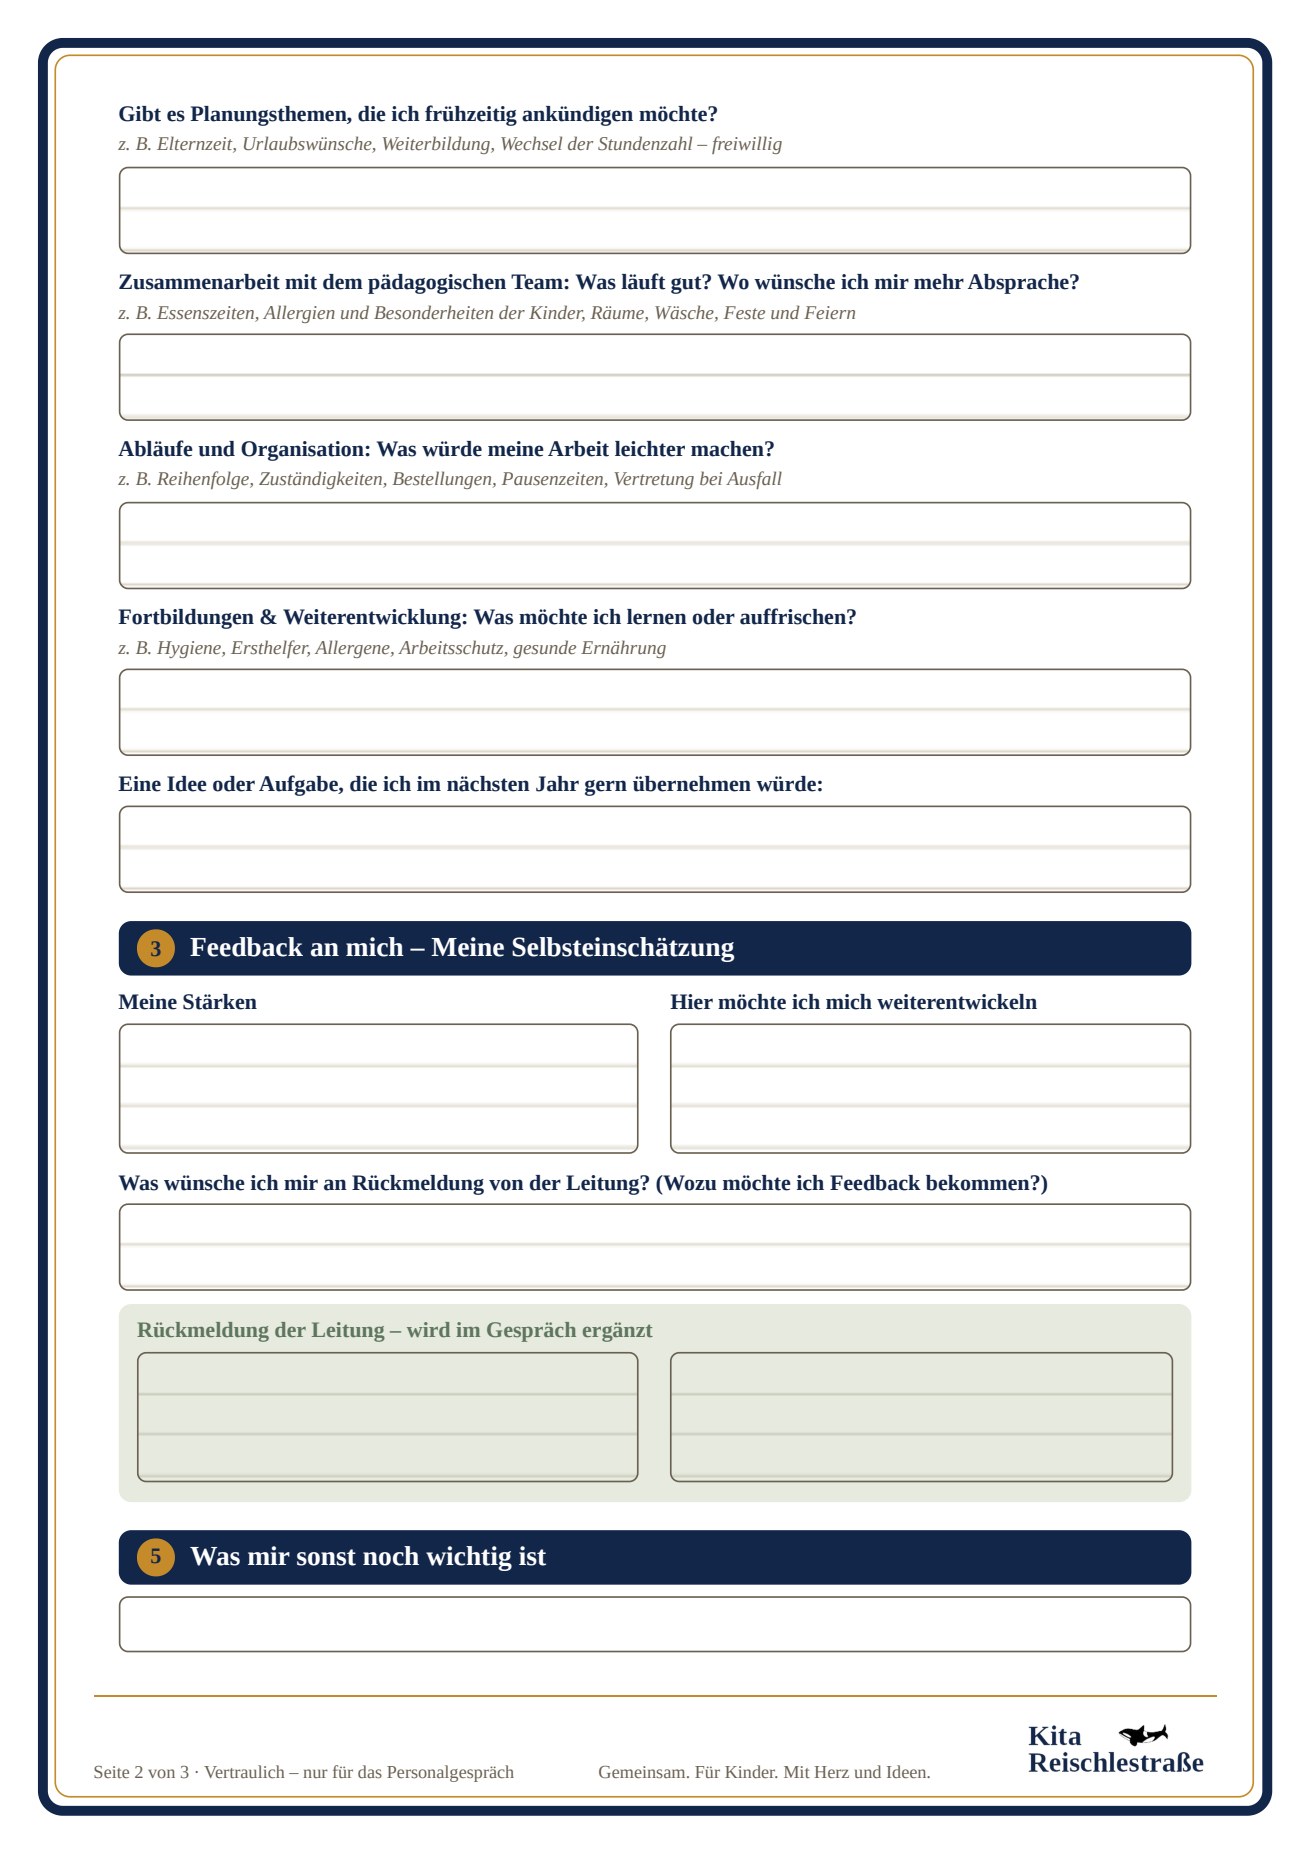 Gibt es Planungsthemen, die ich frühzeitig ankündigen möchte?
z. B. Elternzeit, Urlaubswünsche, Weiterbildung, Wechsel der Stundenzahl – freiwillig
Zusammenarbeit mit dem pädagogischen Team: Was läuft gut? Wo wünsche ich mir mehr Absprache?
z. B. Essenszeiten, Allergien und Besonderheiten der Kinder, Räume, Wäsche, Feste und Feiern
Abläufe und Organisation: Was würde meine Arbeit leichter machen?
z. B. Reihenfolge, Zuständigkeiten, Bestellungen, Pausenzeiten, Vertretung bei Ausfall
Fortbildungen & Weiterentwicklung: Was möchte ich lernen oder auffrischen?
z. B. Hygiene, Ersthelfer, Allergene, Arbeitsschutz, gesunde Ernährung
Eine Idee oder Aufgabe, die ich im nächsten Jahr gern übernehmen würde:
3 Feedback an mich – Meine Selbsteinschätzung
Meine Stärken
Hier möchte ich mich weiterentwickeln
Was wünsche ich mir an Rückmeldung von der Leitung? (Wozu möchte ich Feedback bekommen?)
Rückmeldung der Leitung – wird im Gespräch ergänzt
5 Was mir sonst noch wichtig ist
Seite 2 von 3 · Vertraulich – nur für das Personalgespräch
Gemeinsam. Für Kinder. Mit Herz und Ideen.
Kita
Reischlestraße